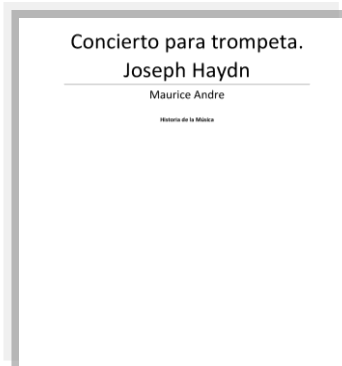 Concierto para trompeta.
Joseph Haydn
Maurice Andre
Historia de la Música